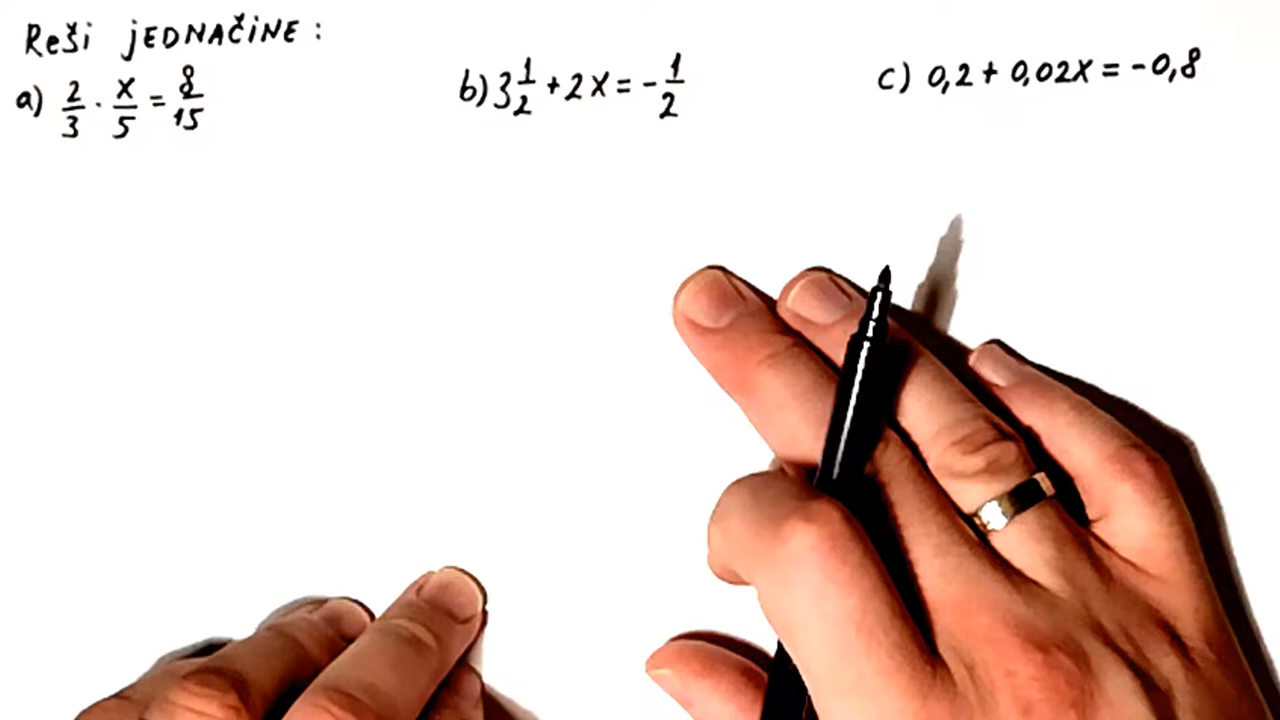 Reši jEDNAČiNE :
a) 2/3 · x/5 = 8/15
b) 3 1/2 + 2x = - 1/2
c) 0,2 + 0,02x = -0,8